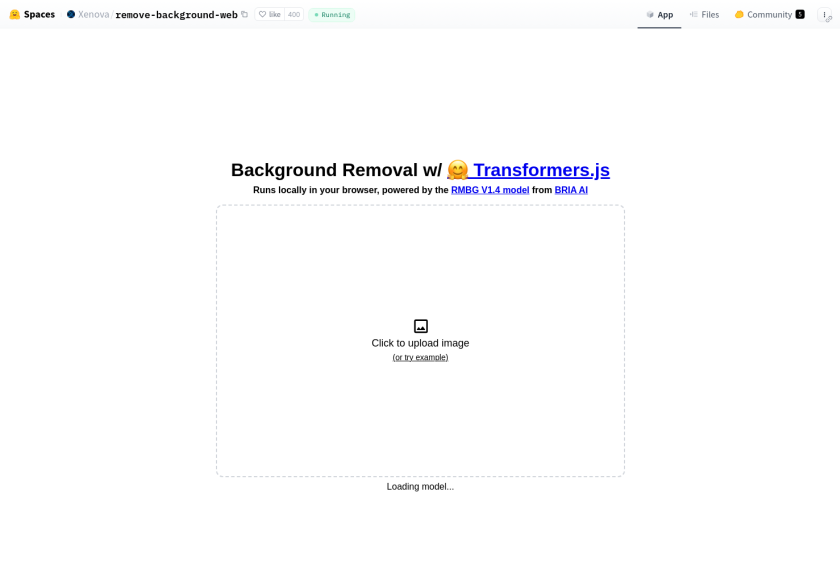 Spaces Xenova/remove-background-web like 400 Running App Files Community 5
Background Removal w/ 🤗 Transformers.js
Runs locally in your browser, powered by the RMBG V1.4 model from BRIA AI
Click to upload image
(or try example)
Loading model...